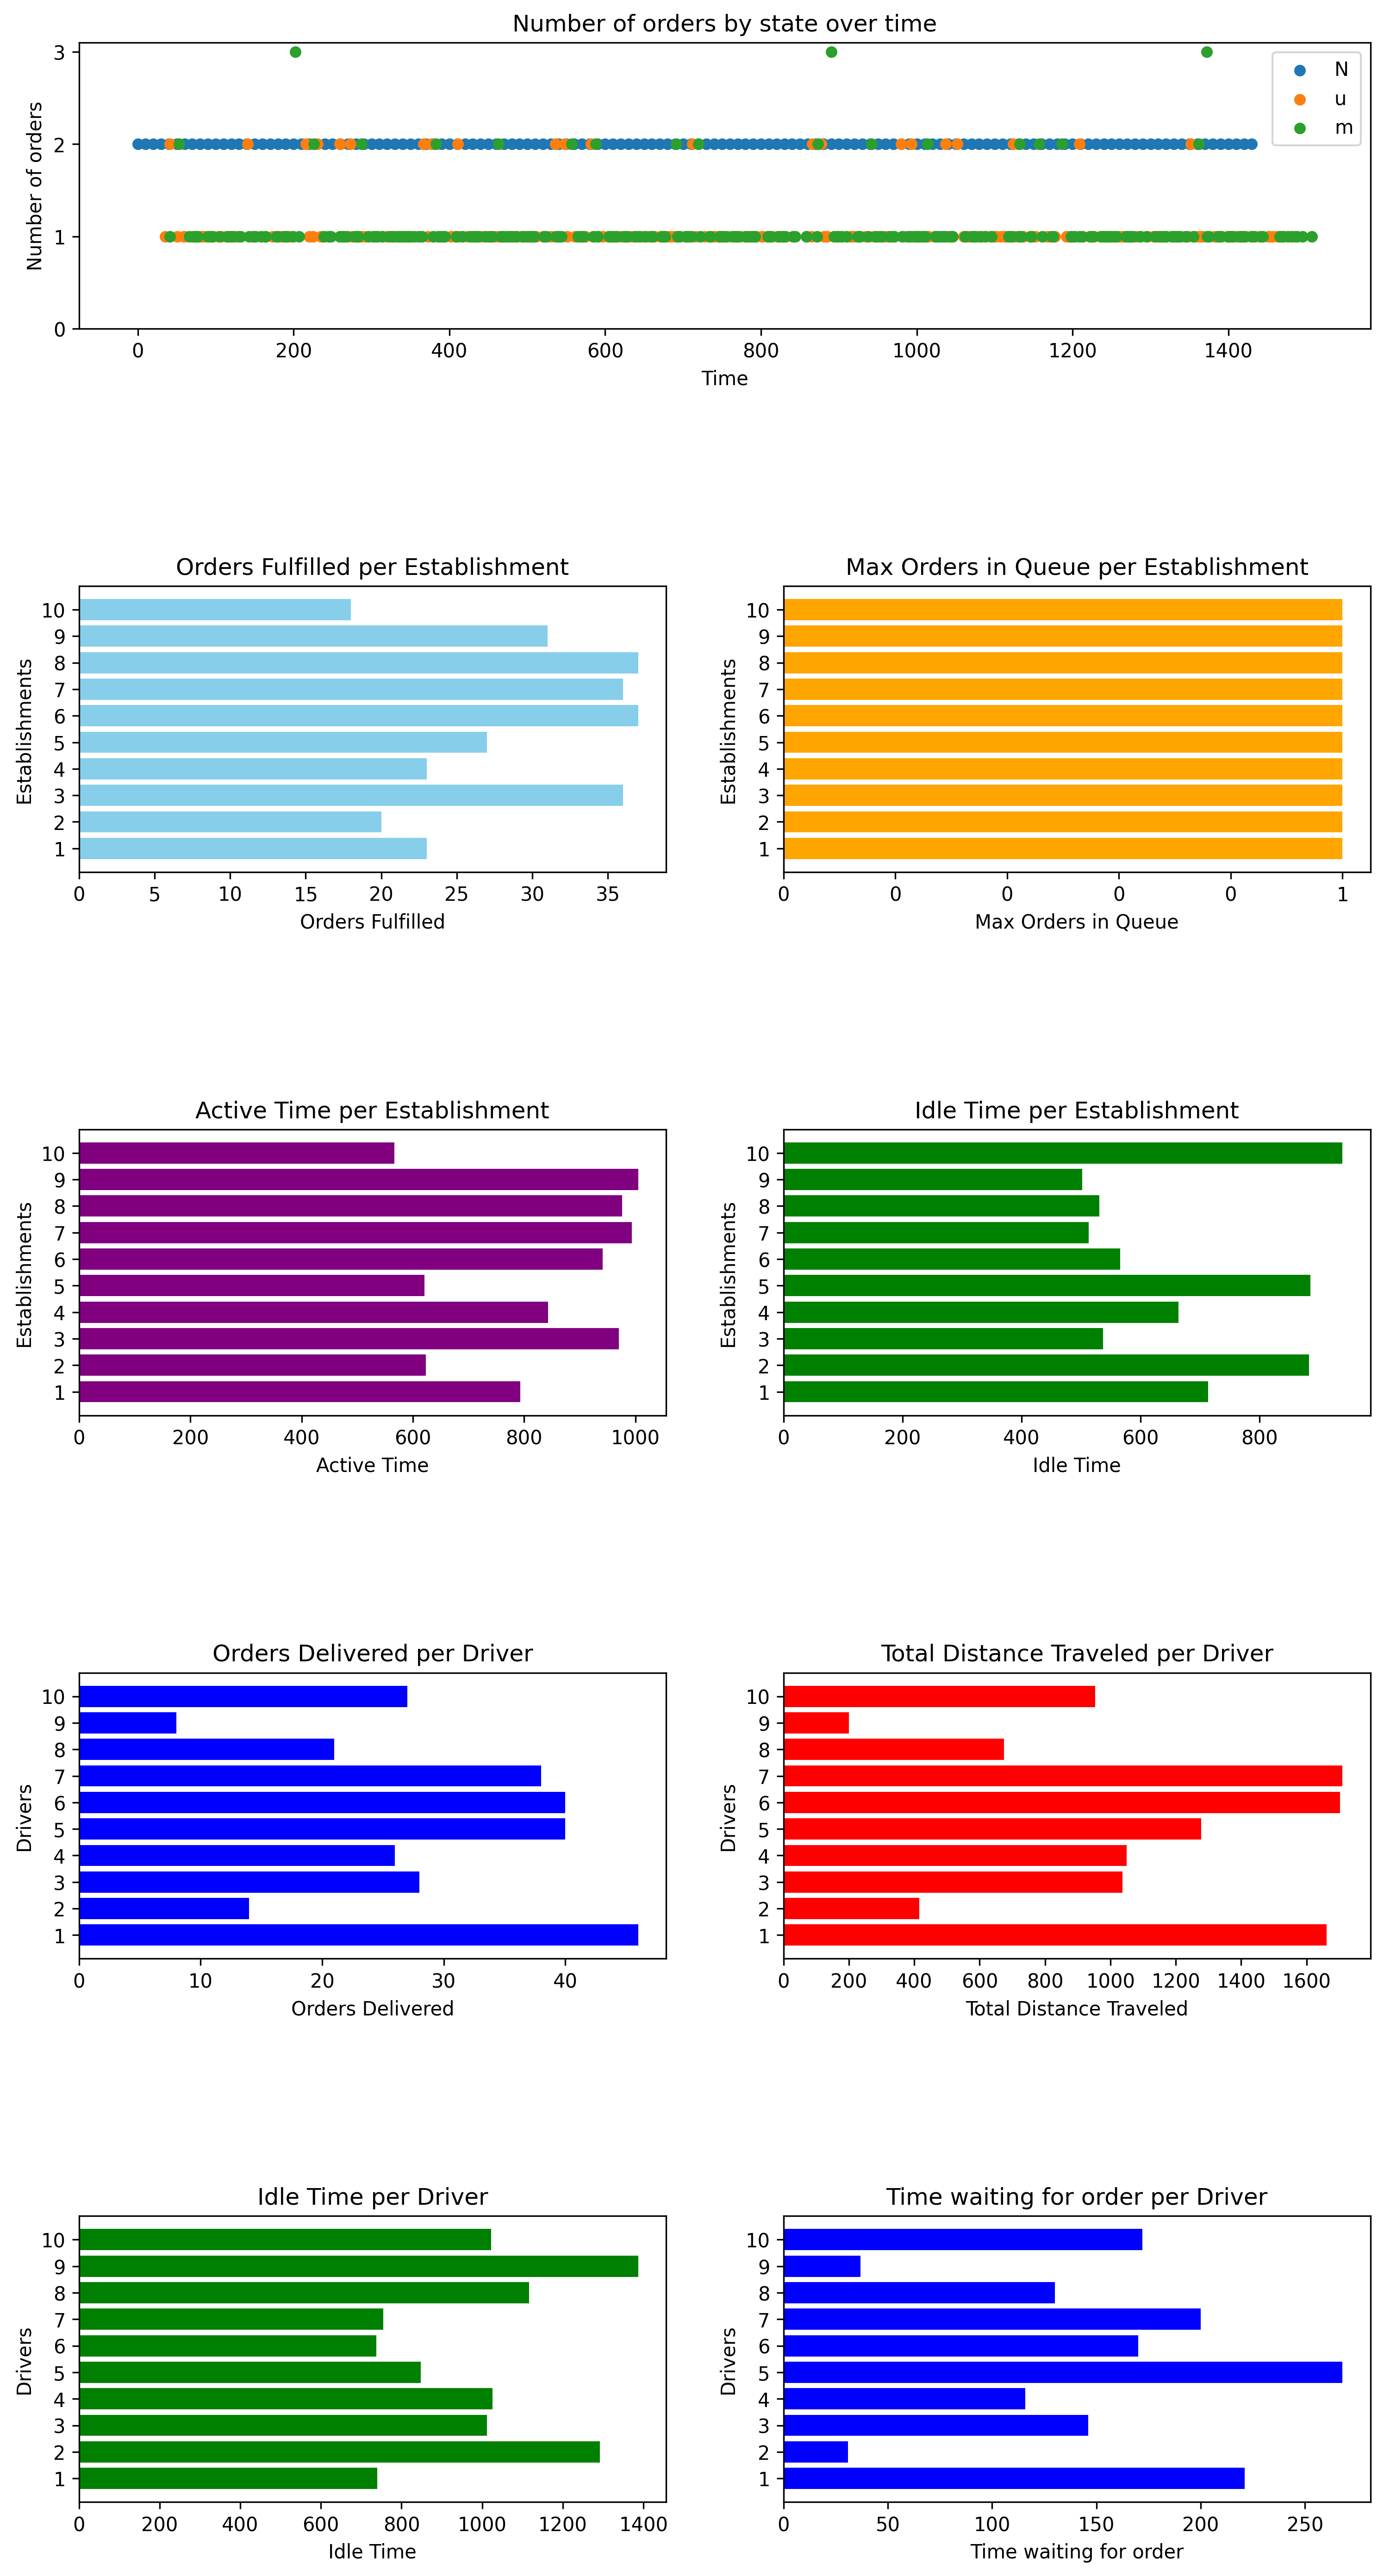 Number of orders by state over time
3
2
1
0
Number of orders
N
u
m
0 200 400 600 800 1000 1200 1400
Time
Orders Fulfilled per Establishment
10
9
8
7
6
5
4
3
2
1
Establishments
0 5 10 15 20 25 30 35
Orders Fulfilled
Max Orders in Queue per Establishment
10
9
8
7
6
5
4
3
2
1
Establishments
0 0 0 0 0 1
Max Orders in Queue
Active Time per Establishment
10
9
8
7
6
5
4
3
2
1
Establishments
0 200 400 600 800 1000
Active Time
Idle Time per Establishment
10
9
8
7
6
5
4
3
2
1
Establishments
0 200 400 600 800
Idle Time
Orders Delivered per Driver
10
9
8
7
6
5
4
3
2
1
Drivers
0 10 20 30 40
Orders Delivered
Total Distance Traveled per Driver
10
9
8
7
6
5
4
3
2
1
Drivers
0 200 400 600 800 1000 1200 1400 1600
Total Distance Traveled
Idle Time per Driver
10
9
8
7
6
5
4
3
2
1
Drivers
0 200 400 600 800 1000 1200 1400
Idle Time
Time waiting for order per Driver
10
9
8
7
6
5
4
3
2
1
Drivers
0 50 100 150 200 250
Time waiting for order